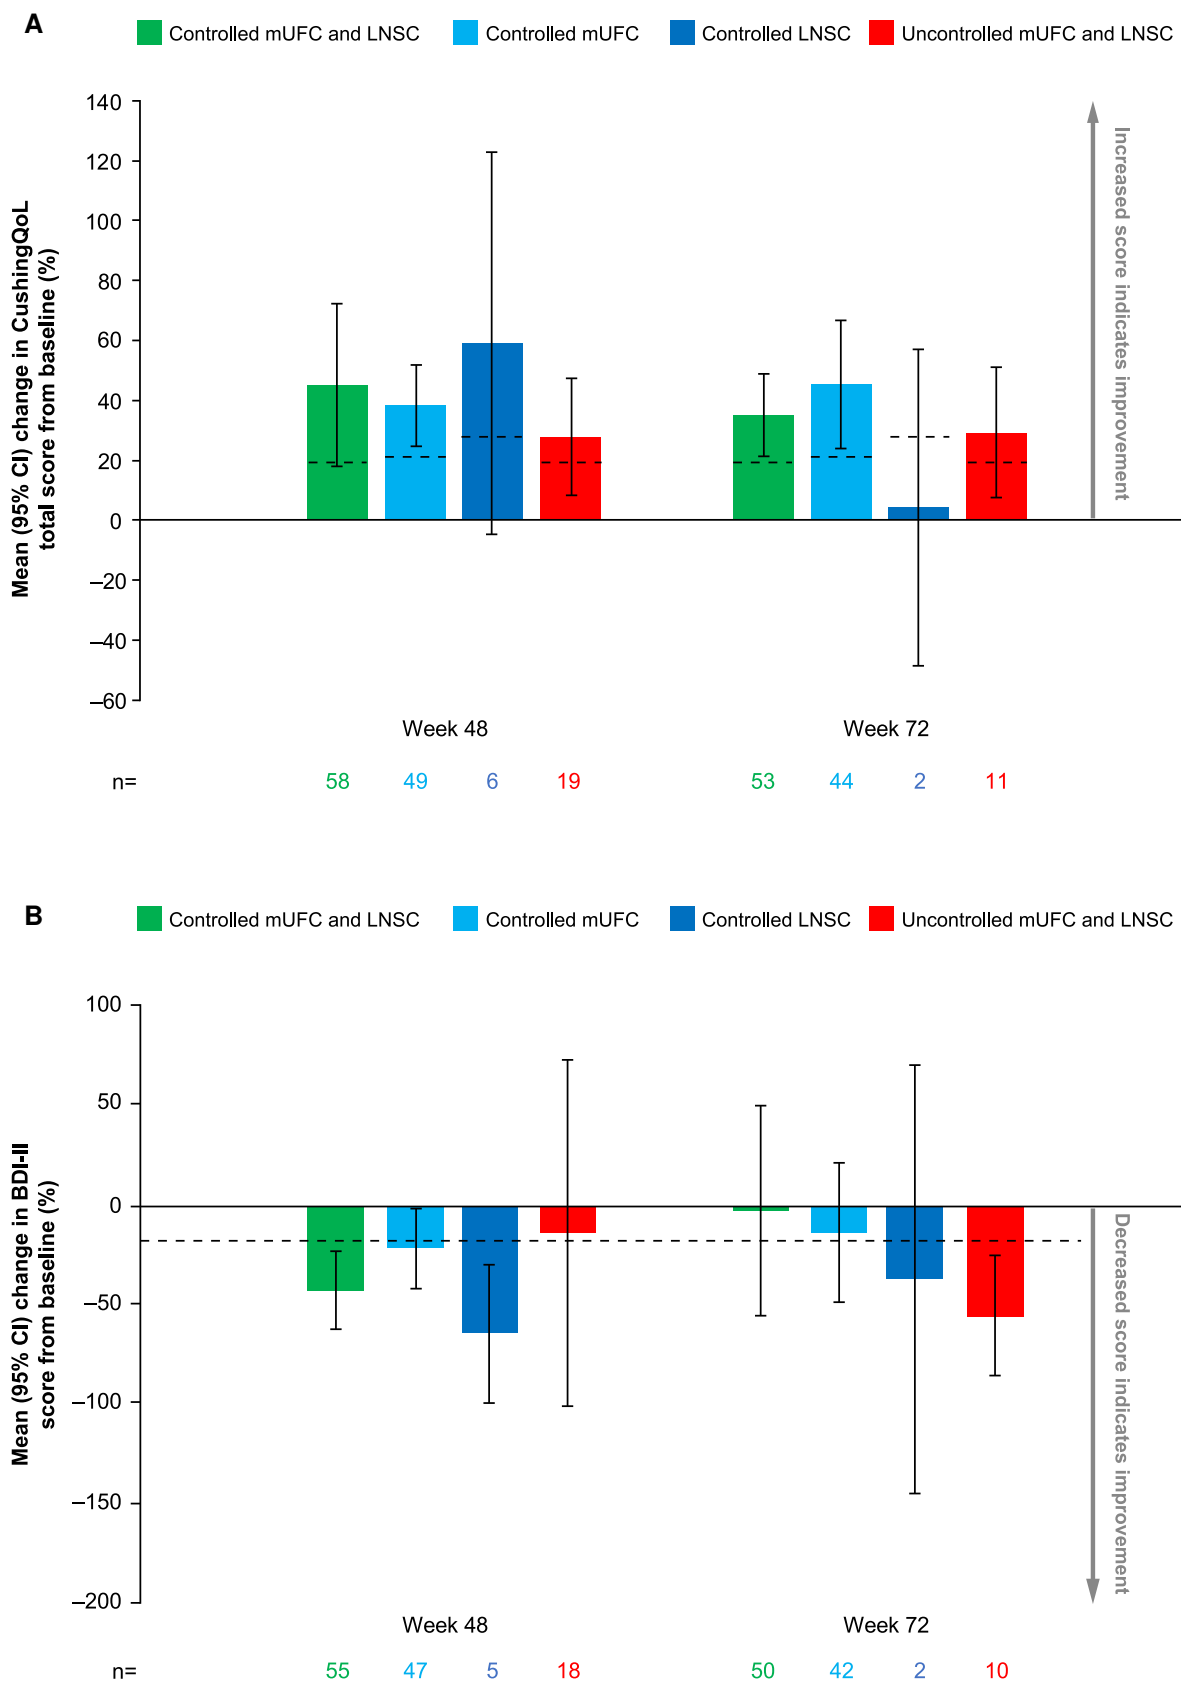 A
Controlled mUFC and LNSC
Controlled mUFC
Controlled LNSC
Uncontrolled mUFC and LNSC
Mean (95% CI) change in CushingQoL
total score from baseline (%)
140
120
100
80
60
40
20
0
–20
–40
–60
Increased score indicates improvement
Week 48
Week 72
n=
58
49
6
19
53
44
2
11
B
Controlled mUFC and LNSC
Controlled mUFC
Controlled LNSC
Uncontrolled mUFC and LNSC
Mean (95% CI) change in BDI-II
score from baseline (%)
100
50
0
–50
–100
–150
–200
Decreased score indicates improvement
Week 48
Week 72
n=
55
47
5
18
50
42
2
10